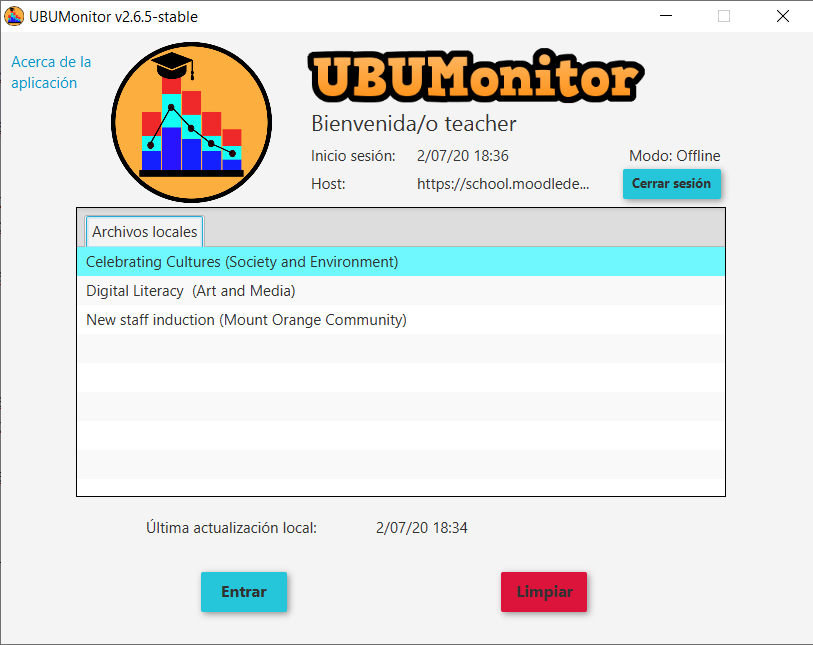 UBUMonitor v2.6.5-stable
Acerca de la
aplicación
UBUMonitor
Bienvenida/o teacher
Inicio sesión: 2/07/20 18:36 Modo: Offline
Host: https://school.moodlede... Cerrar sesión
Archivos locales
Celebrating Cultures (Society and Environment)
Digital Literacy (Art and Media)
New staff induction (Mount Orange Community)
Última actualización local: 2/07/20 18:34
Entrar Limpiar